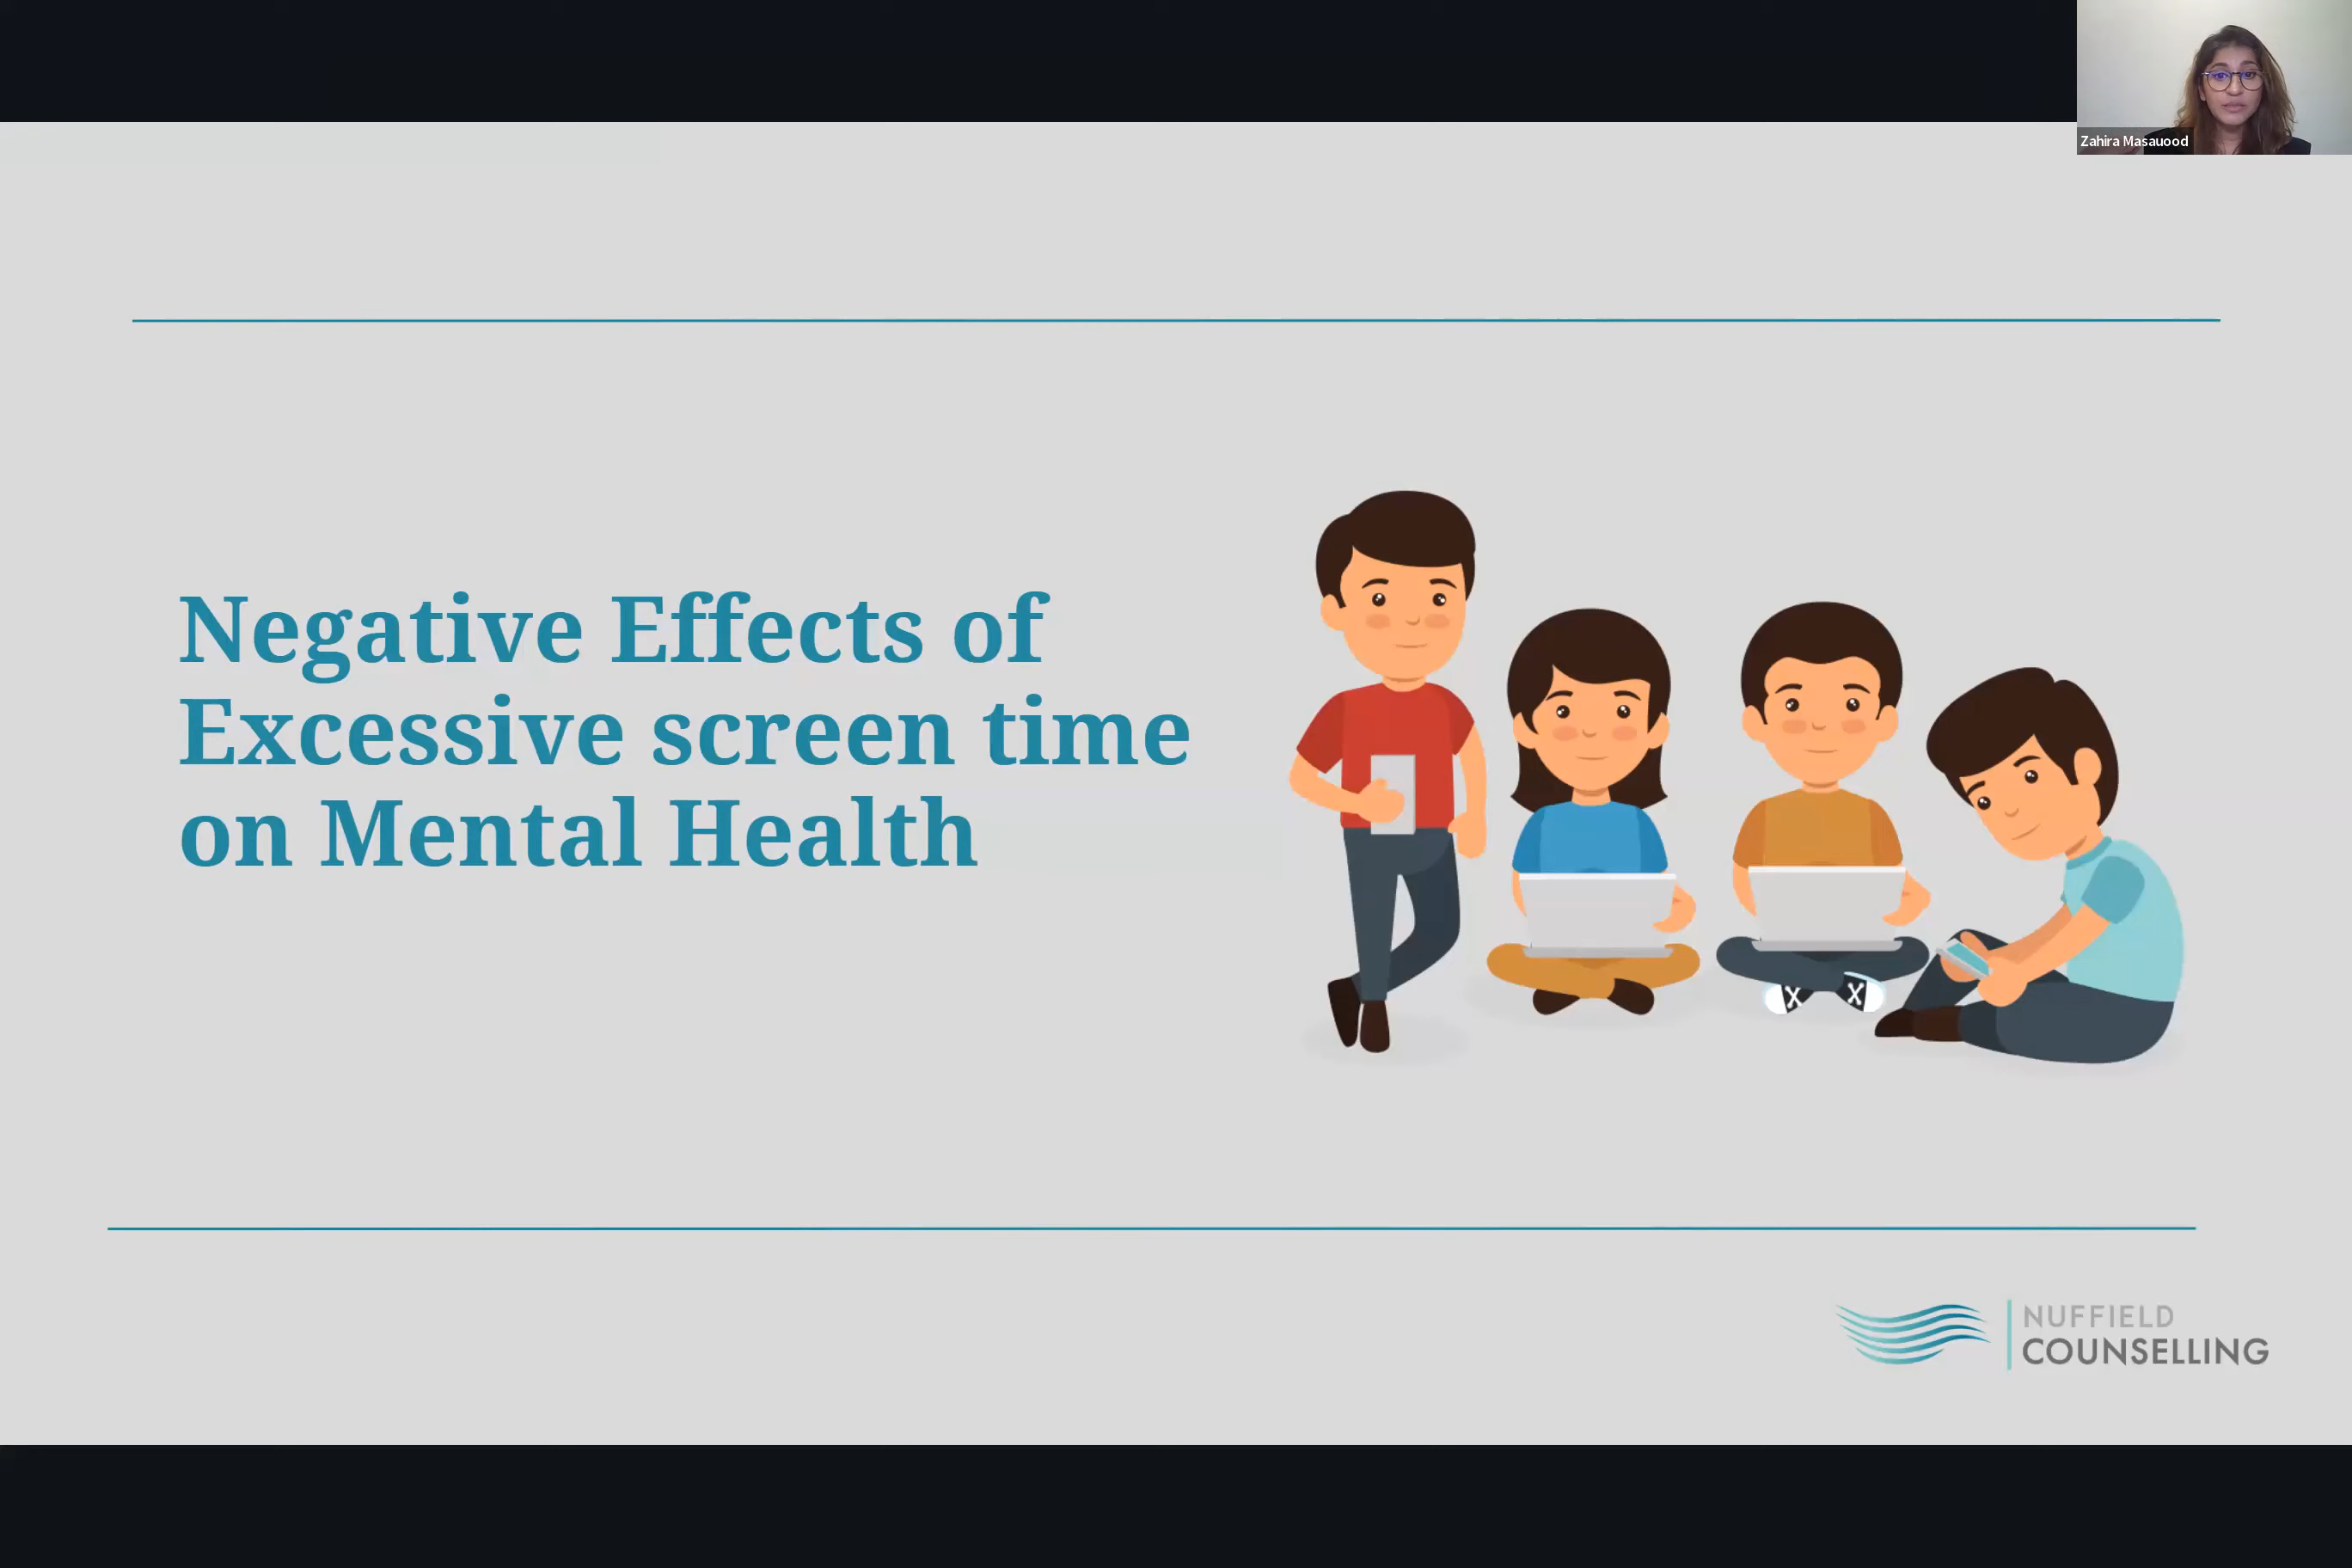 Zahira Masauood
Negative Effects of
Excessive screen time
on Mental Health
NUFFIELD
COUNSELLING